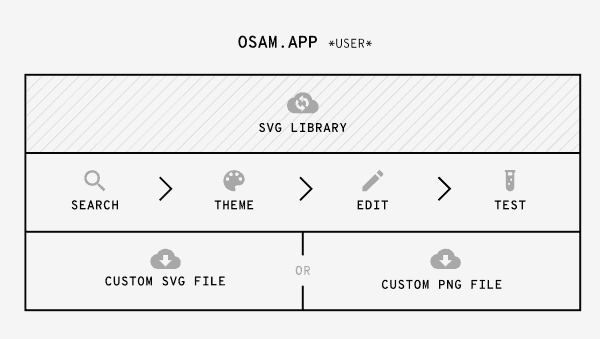 OSAM.APP *USER*
SVG LIBRARY
SEARCH THEME EDIT TEST
CUSTOM SVG FILE OR CUSTOM PNG FILE